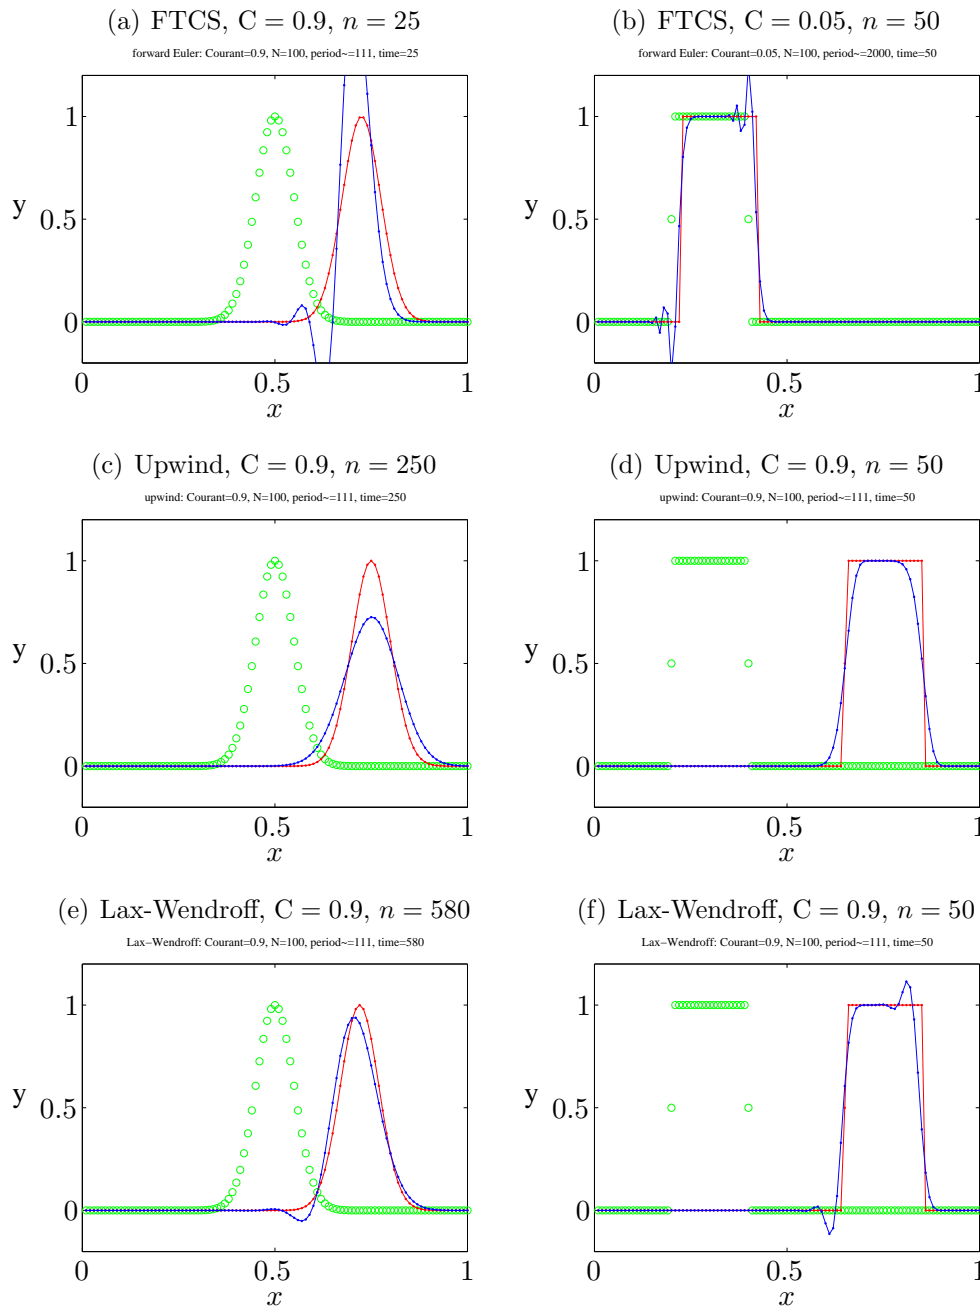 (a) FTCS, C = 0.9, n = 25
forward Euler: Courant=0.9, N=100, period~=111, time=25
1
y
0.5
0
0
0.5
1
x
(b) FTCS, C = 0.05, n = 50
forward Euler: Courant=0.05, N=100, period~=2000, time=50
1
y
0.5
0
0
0.5
1
x
(c) Upwind, C = 0.9, n = 250
upwind: Courant=0.9, N=100, period~=111, time=250
1
y
0.5
0
0
0.5
1
x
(d) Upwind, C = 0.9, n = 50
upwind: Courant=0.9, N=100, period~=111, time=50
1
y
0.5
0
0
0.5
1
x
(e) Lax-Wendroff, C = 0.9, n = 580
Lax–Wendroff: Courant=0.9, N=100, period~=111, time=580
1
y
0.5
0
0
0.5
1
x
(f) Lax-Wendroff, C = 0.9, n = 50
Lax–Wendroff: Courant=0.9, N=100, period~=111, time=50
1
y
0.5
0
0
0.5
1
x